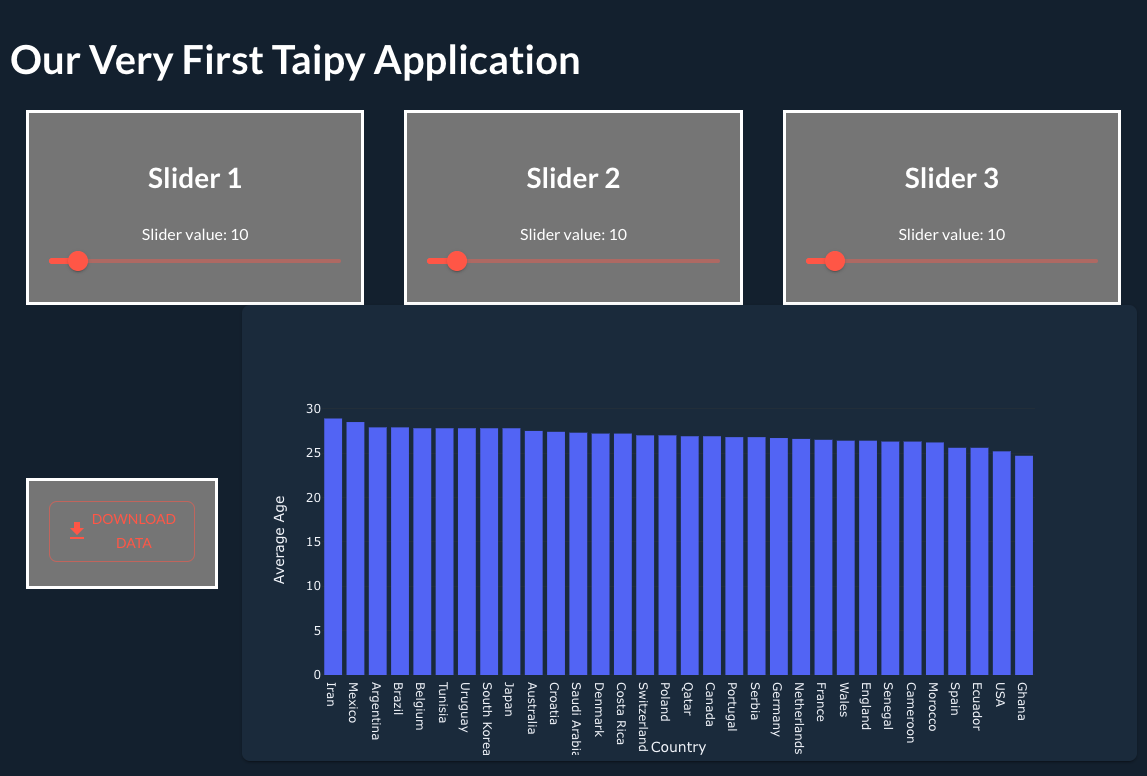 Our Very First Taipy Application
Slider 1
Slider value: 10
Slider 2
Slider value: 10
Slider 3
Slider value: 10
DOWNLOAD
DATA
Average Age
30
25
20
15
10
5
0
Iran
Mexico
Argentina
Brazil
Belgium
Tunisia
Uruguay
South Korea
Japan
Australia
Croatia
Saudi Arabia
Denmark
Costa Rica
Switzerland
Poland
Qatar
Canada
Portugal
Serbia
Germany
Netherlands
France
Wales
England
Senegal
Cameroon
Morocco
Spain
Ecuador
USA
Ghana
Country